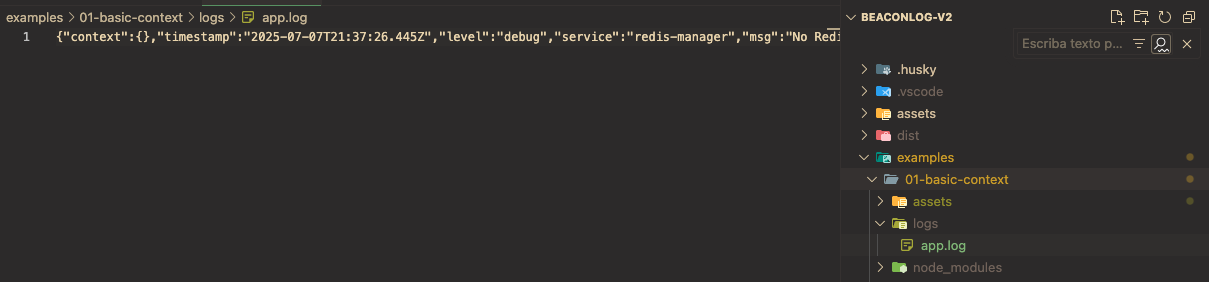 examples > 01-basic-context > logs > app.log
1 {"context":{},"timestamp":"2025-07-07T21:37:26.445Z","level":"debug","service":"redis-manager","msg":"No Redi
BEACONLOG-V2
Escriba texto p...
.husky
.vscode
assets
dist
examples
01-basic-context
assets
logs
app.log
node_modules